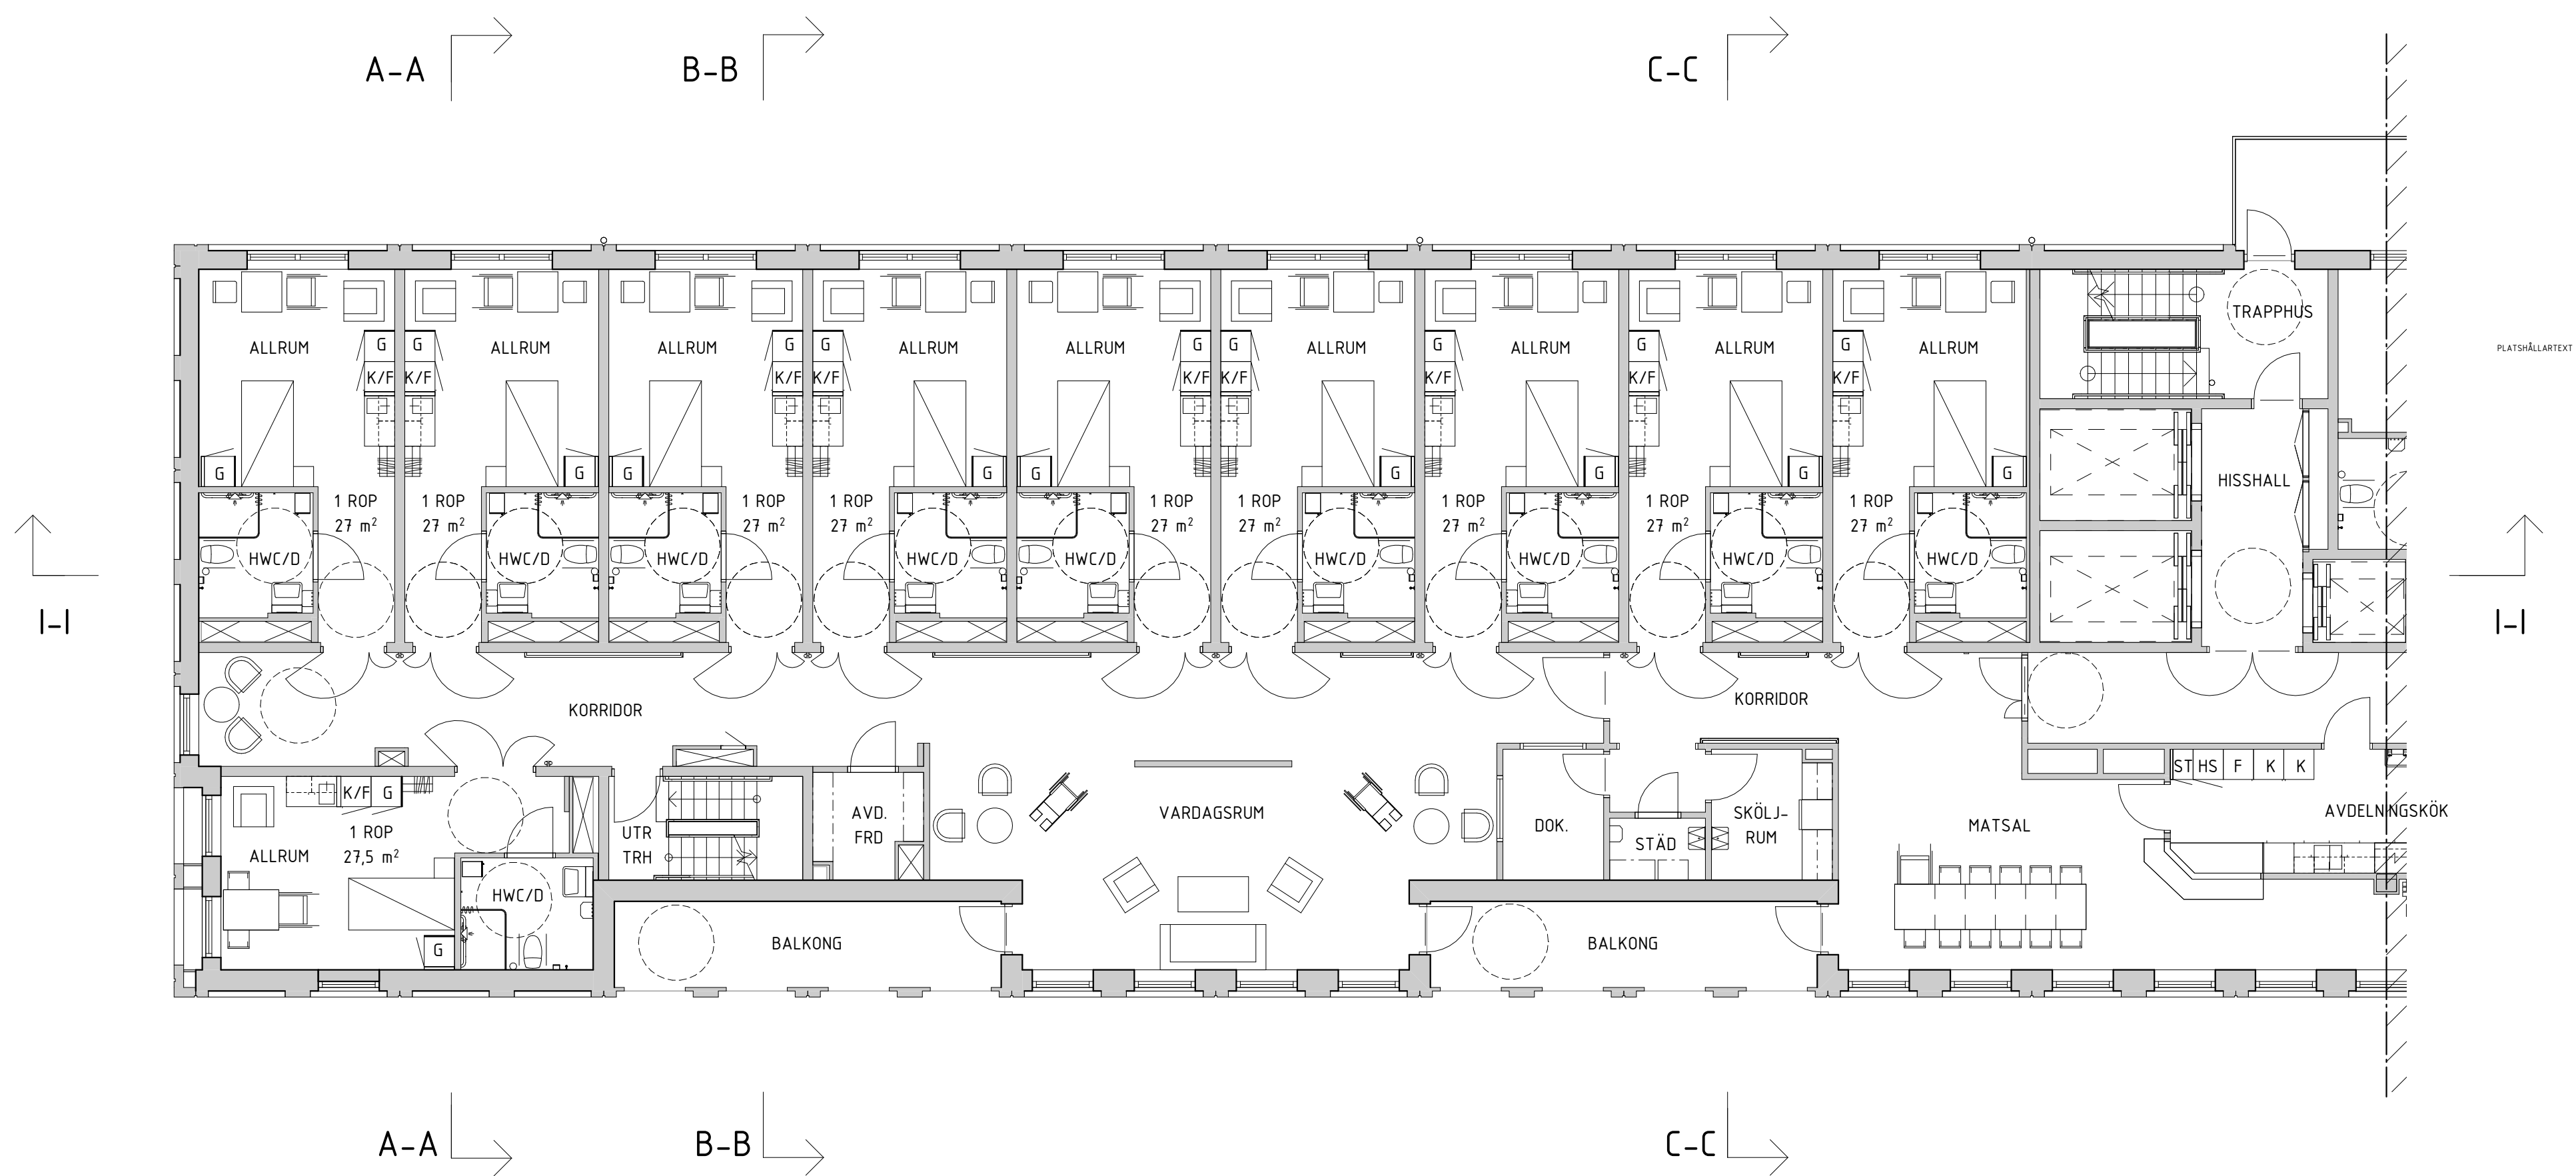 A-A
B-B
C-C
TRAPPHUS
PLATSHÅLLARTEXT
ALLRUM
ALLRUM
ALLRUM
ALLRUM
ALLRUM
ALLRUM
ALLRUM
ALLRUM
ALLRUM
G
G
G
G
G
G
G
G
G
K/F
K/F
K/F
K/F
K/F
K/F
K/F
K/F
K/F
G
G
G
G
G
G
G
G
G
HISSHALL
1 ROP
27 m²
1 ROP
27 m²
1 ROP
27 m²
1 ROP
27 m²
1 ROP
27 m²
1 ROP
27 m²
1 ROP
27 m²
1 ROP
27 m²
1 ROP
27 m²
HWC/D
HWC/D
HWC/D
HWC/D
HWC/D
HWC/D
HWC/D
HWC/D
HWC/D
I-I
I-I
KORRIDOR
KORRIDOR
ST
HS
F
K
K
K/F
G
1 ROP
27,5 m²
ALLRUM
HWC/D
G
UTR
TRH
AVD.
FRD
VARDAGSRUM
DOK.
STÄD
SKÖLJ-
RUM
MATSAL
AVDELNINGSKÖK
BALKONG
BALKONG
A-A
B-B
C-C